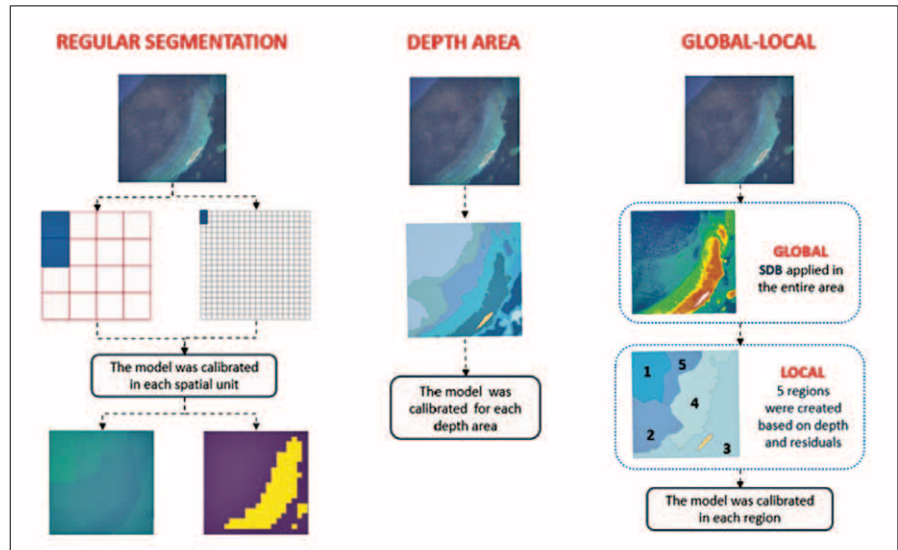 REGULAR SEGMENTATION
The model was calibrated
in each spatial unit
DEPTH AREA
The model was
calibrated for each
depth area
GLOBAL-LOCAL
GLOBAL
SDB applied in
the entire area
1
5
4
2
3
LOCAL
5 regions
were created
based on depth
and residuals
The model was calibrated
in each region